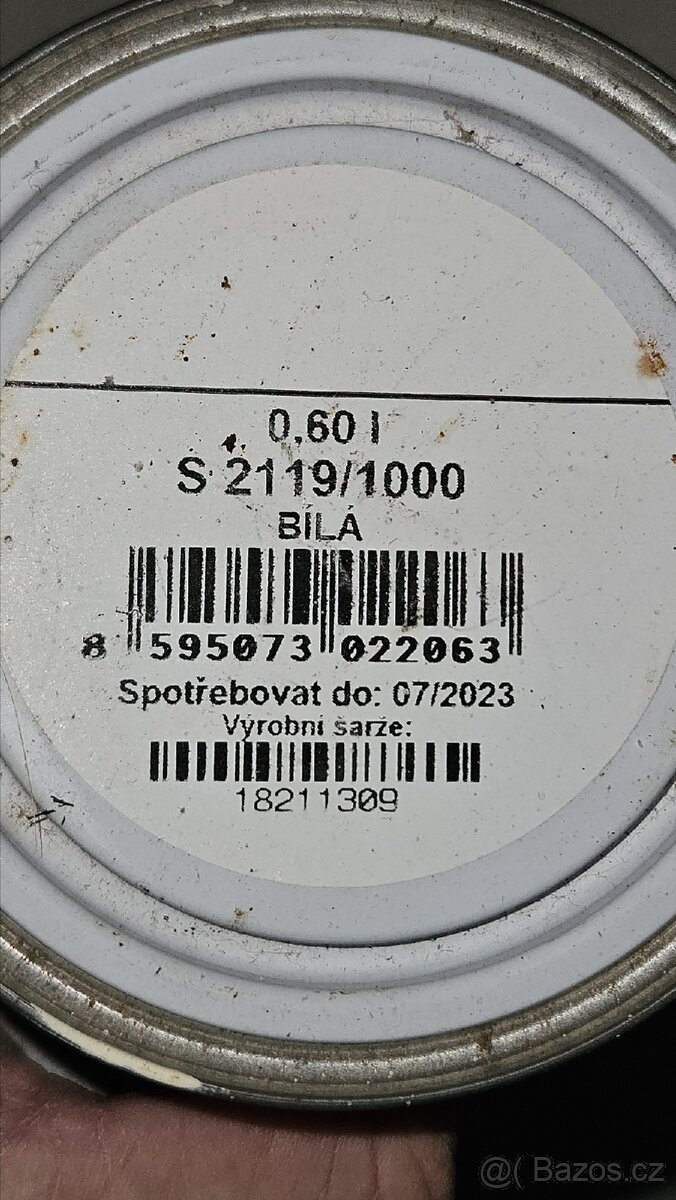 0,60 l
S 2119/1000
BÍLÁ
8 595073 022063
Spotřebovat do: 07/2023
Výrobní šarže:
18211309
@( Bazos.cz